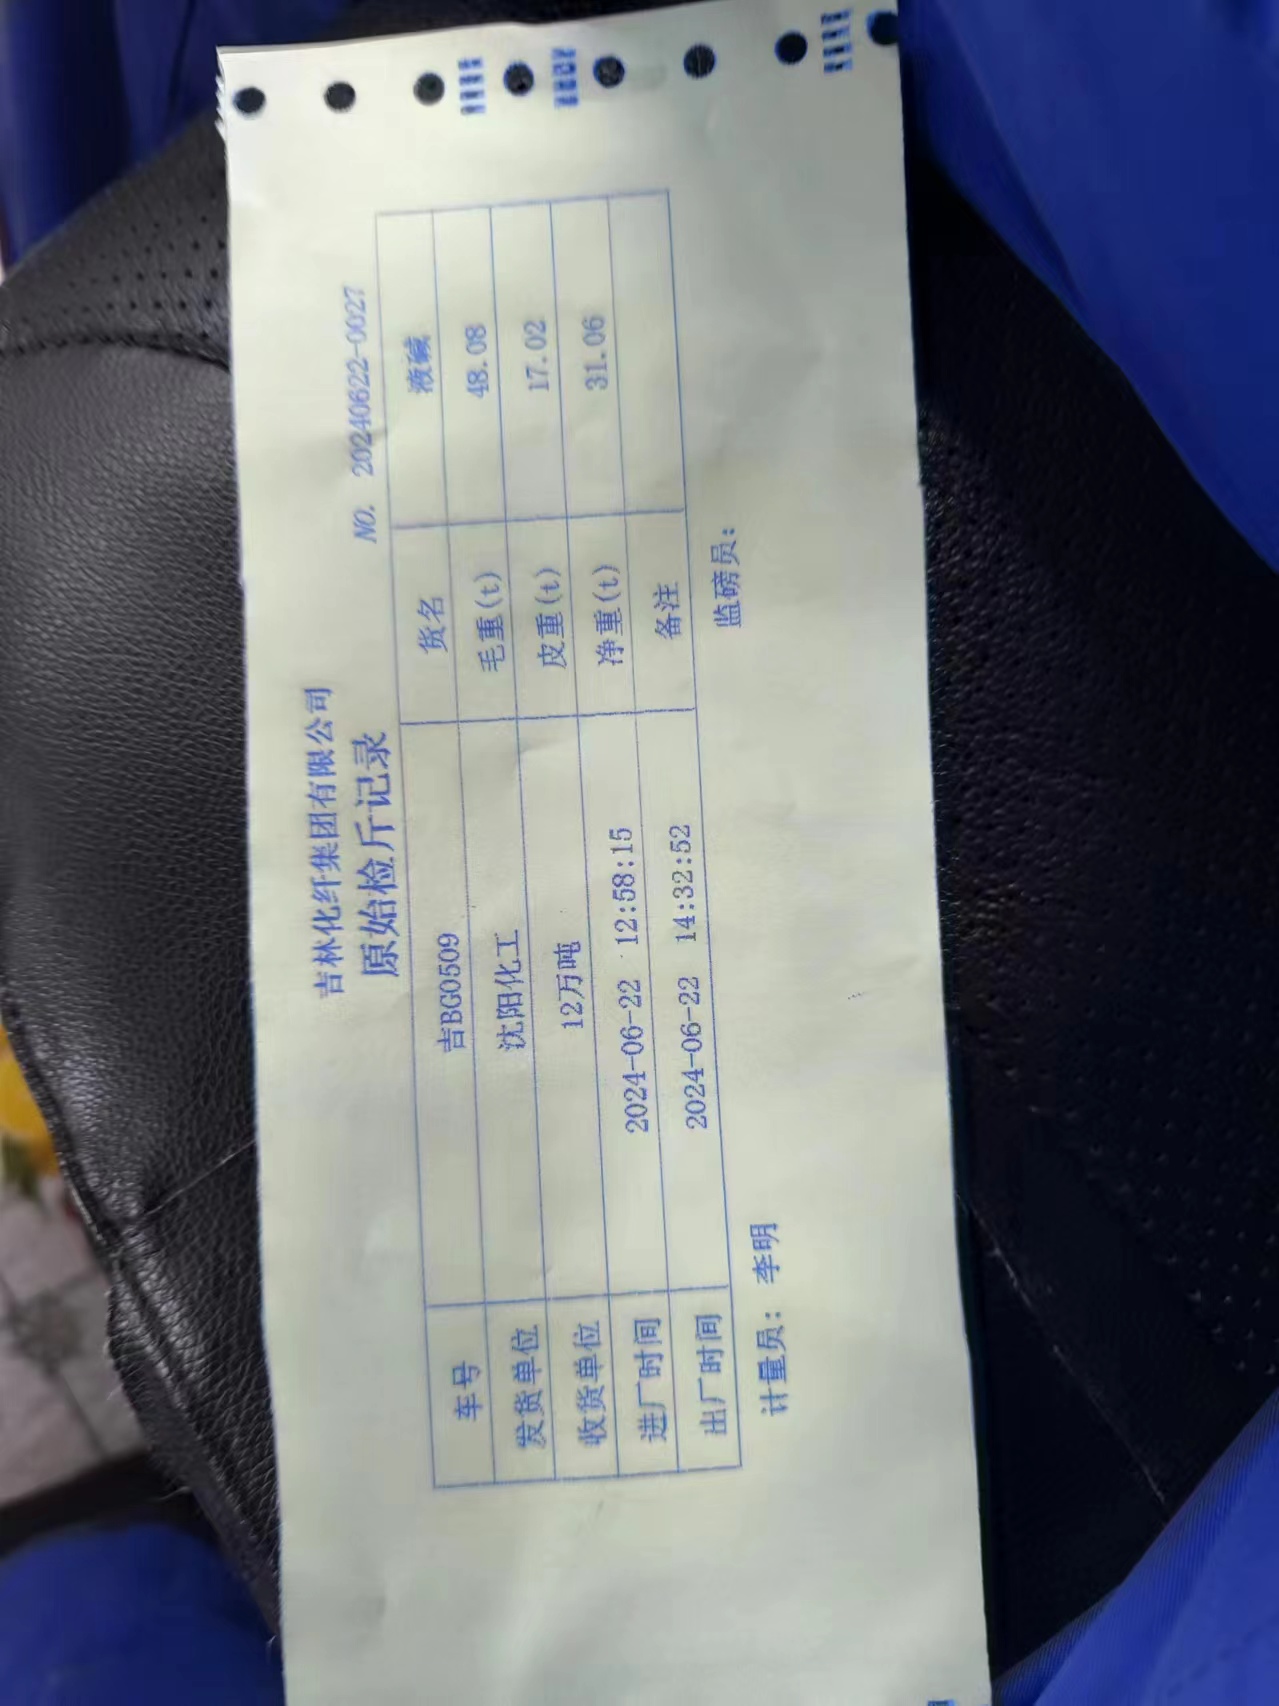 吉林化纤集团有限公司
原始检斤记录
NO. 20240622-0027
车号 吉BG0509 货名 液碱
发货单位 沈阳化工 毛重(t) 48.08
收货单位 12万吨 皮重(t) 17.02
进厂时间 2024-06-22 12:58:15 净重(t) 31.06
出厂时间 2024-06-22 14:32:52 备注
计量员: 李明 监磅员: